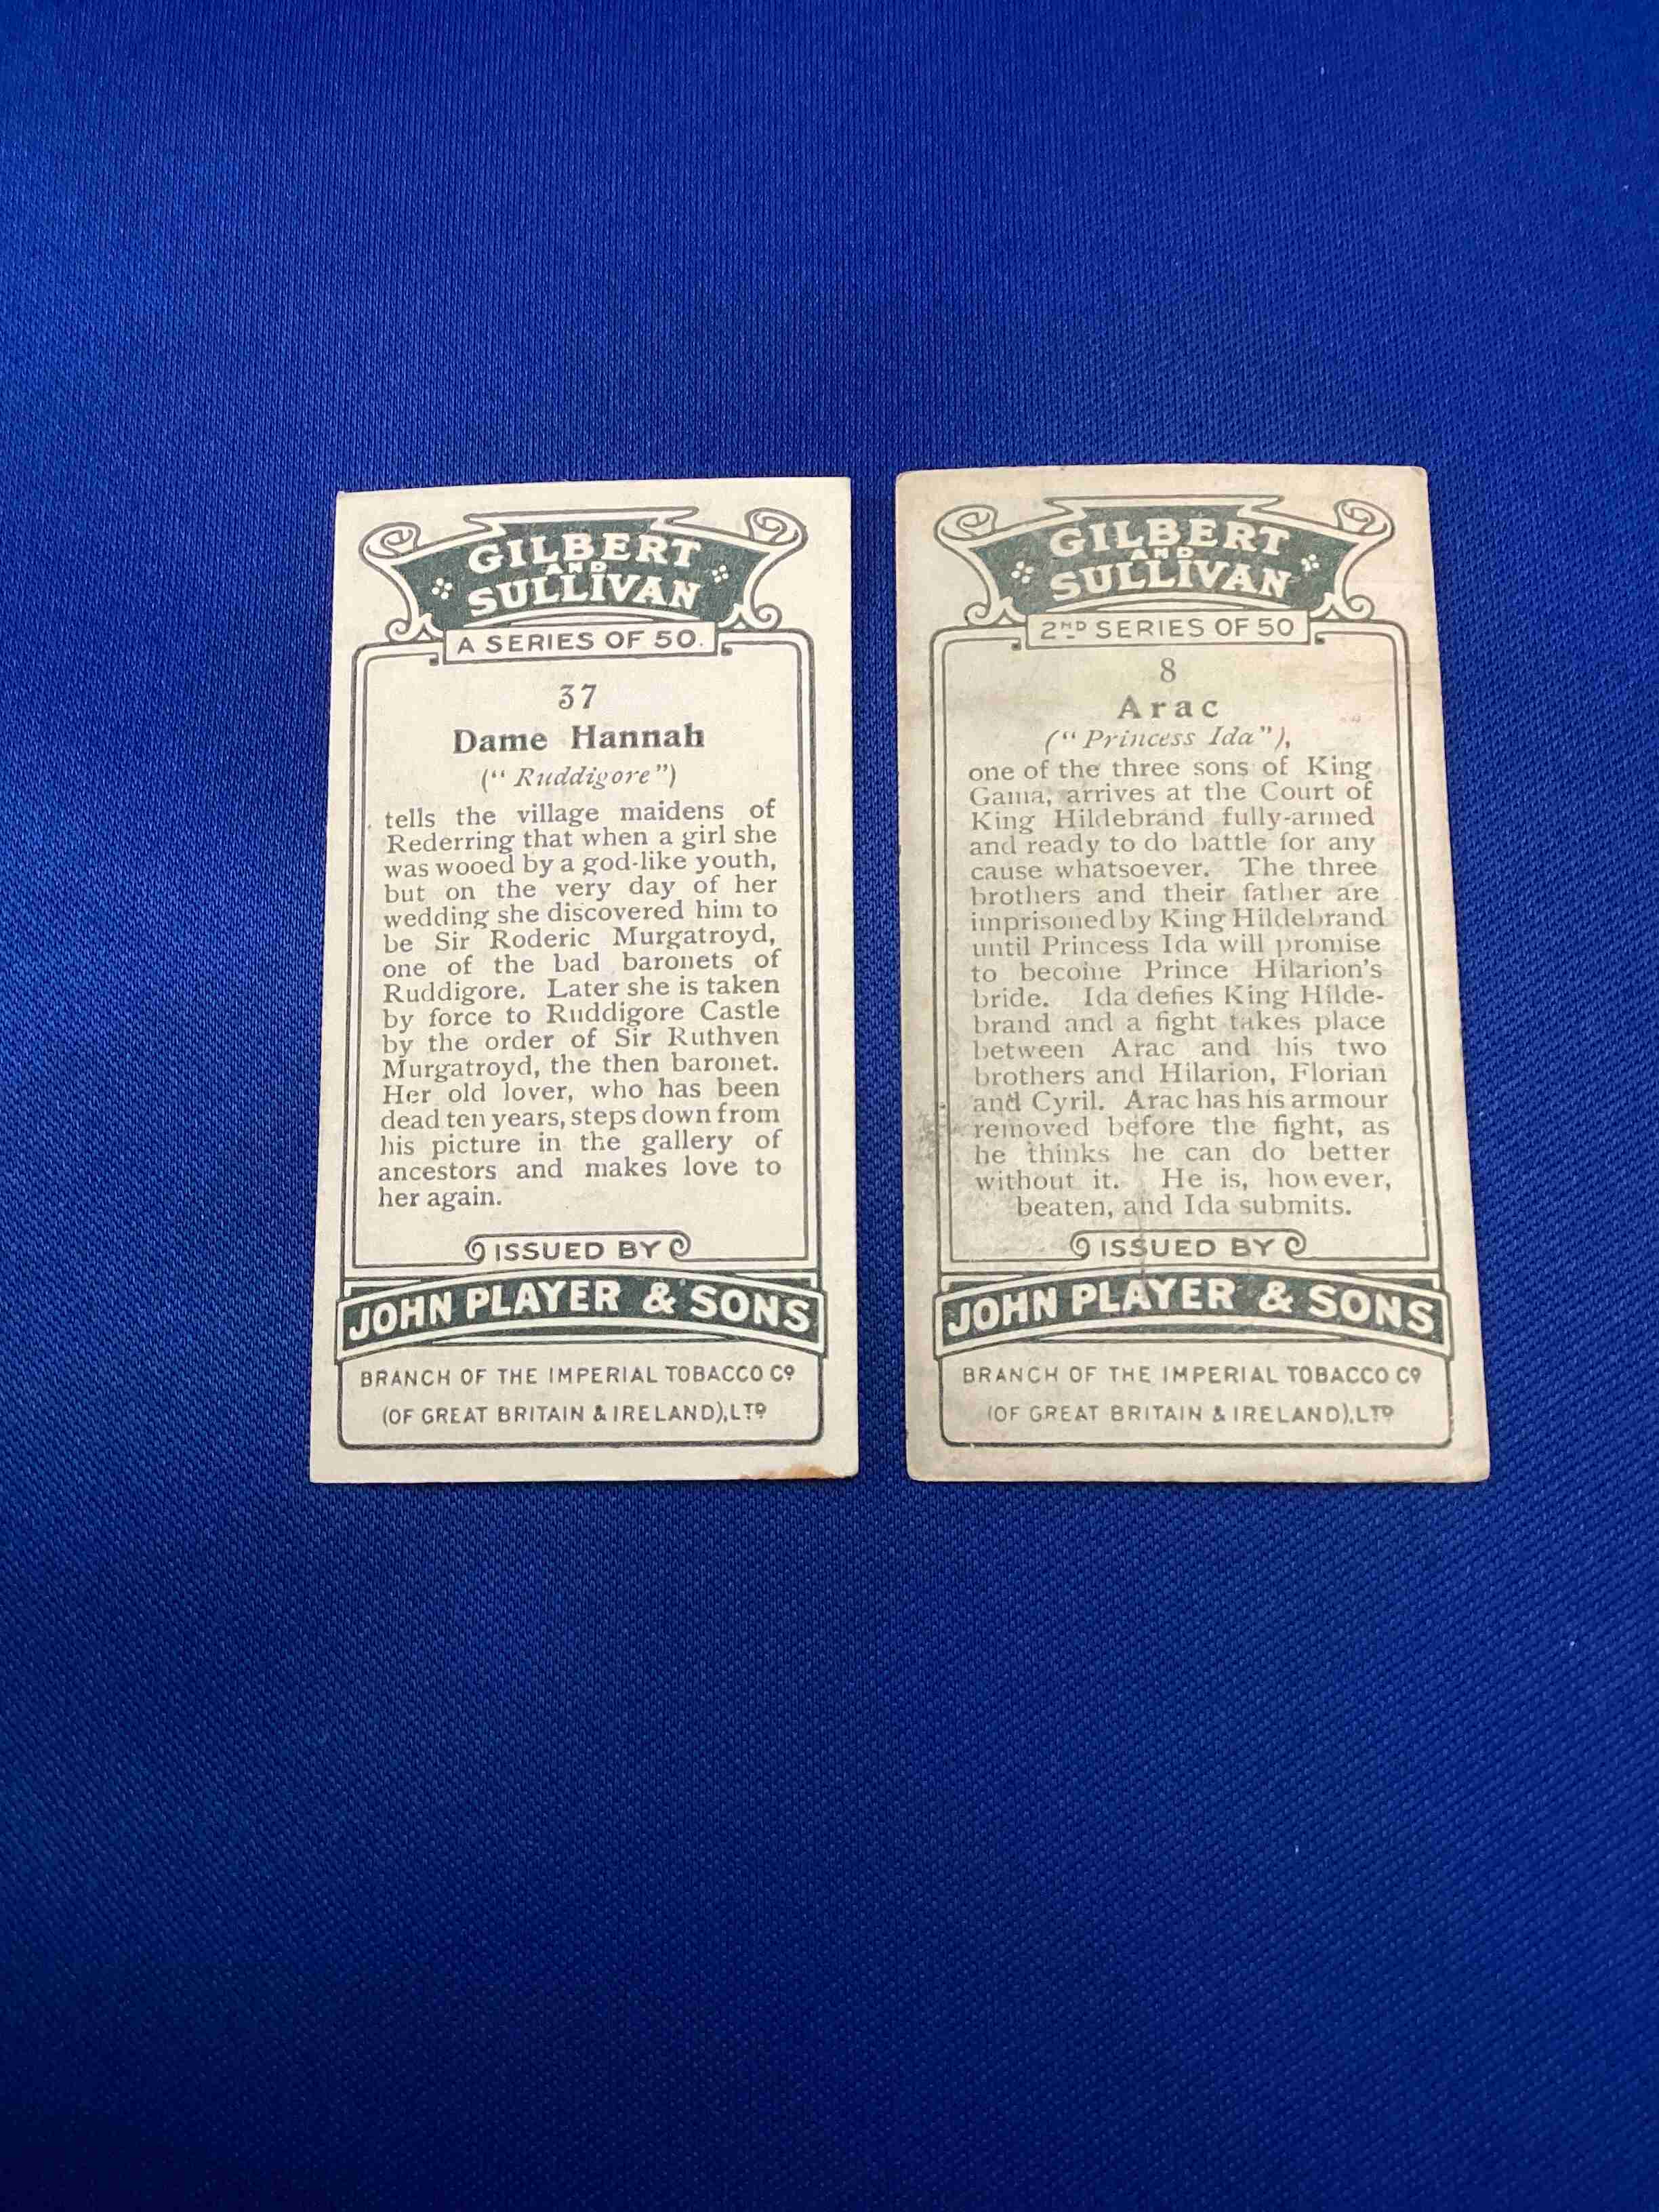 GILBERT
AND
SULLIVAN
A SERIES OF 50.
37
Dame Hannah
(“Ruddigore”)
tells the village maidens of
Rederring that when a girl she
was wooed by a god-like youth,
but on the very day of her
wedding she discovered him to
be Sir Roderic Murgatroyd,
one of the bad baronets of
Ruddigore. Later she is taken
by force to Ruddigore Castle
by the order of Sir Ruthven
Murgatroyd, the then baronet.
Her old lover, who has been
dead ten years, steps down from
his picture in the gallery of
ancestors and makes love to
her again.
ISSUED BY
JOHN PLAYER & SONS
BRANCH OF THE IMPERIAL TOBACCO Cº
(OF GREAT BRITAIN & IRELAND), LTD
GILBERT
AND
SULLIVAN
2ND SERIES OF 50
8
Arac
(“Princess Ida”),
one of the three sons of King
Gama, arrives at the Court of
King Hildebrand fully-armed
and ready to do battle for any
cause whatsoever. The three
brothers and their father are
imprisoned by King Hildebrand
until Princess Ida will promise
to become Prince Hilarion's
bride. Ida defies King Hilde-
brand and a fight takes place
between Arac and his two
brothers and Hilarion, Florian
and Cyril. Arac has his armour
removed before the fight, as
he thinks he can do better
without it. He is, however,
beaten, and Ida submits.
ISSUED BY
JOHN PLAYER & SONS
BRANCH OF THE IMPERIAL TOBACCO Cº
(OF GREAT BRITAIN & IRELAND), LTD